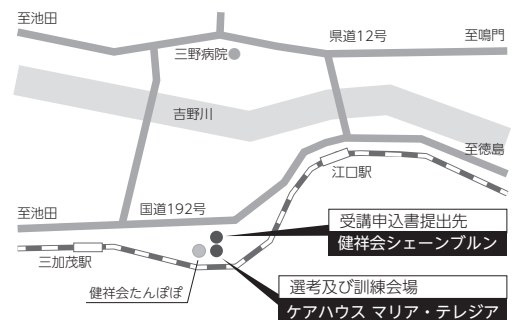 至池田
県道12号
至鳴門
三野病院
吉野川
至徳島
江口駅
至池田
国道192号
受講申込書提出先
健祥会シェーンブルン
三加茂駅
選考及び訓練会場
健祥会たんぽぽ
ケアハウス マリア・テレジア